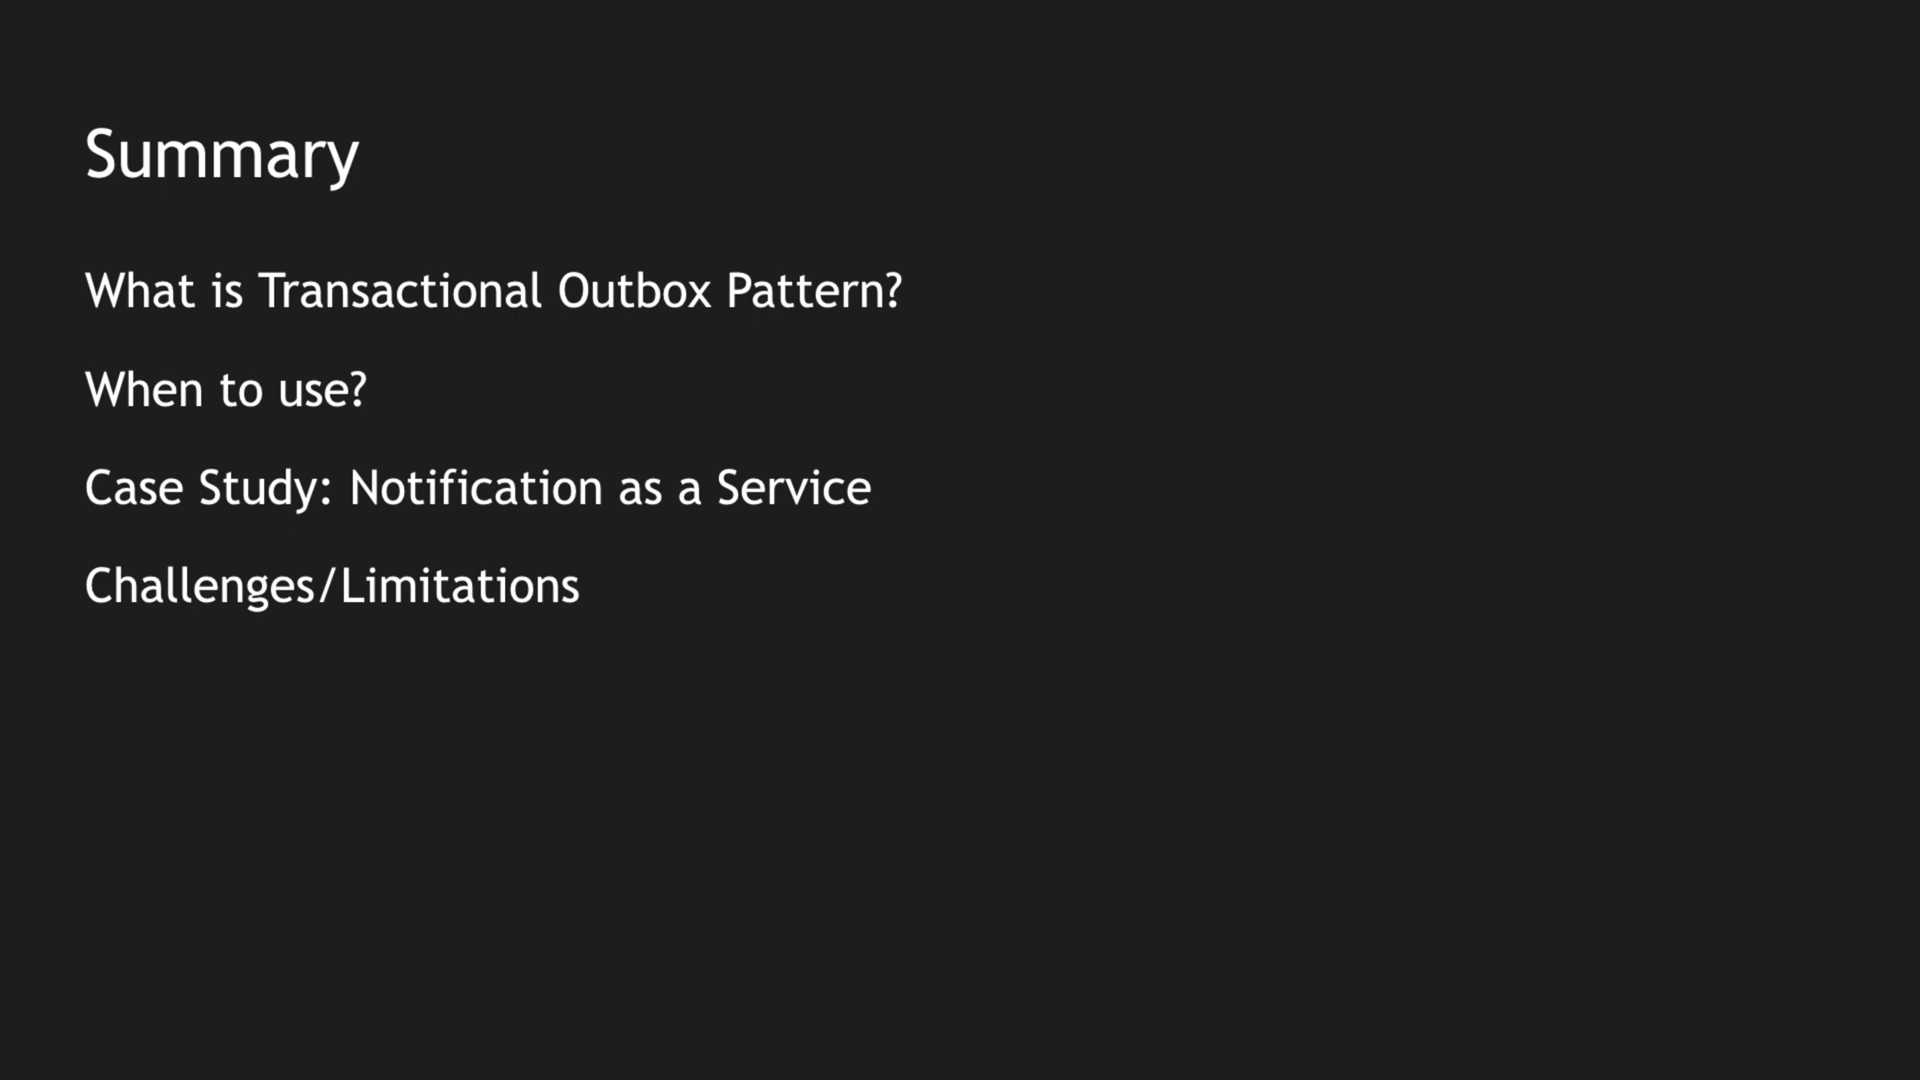 Summary
What is Transactional Outbox Pattern?
When to use?
Case Study: Notification as a Service
Challenges/Limitations